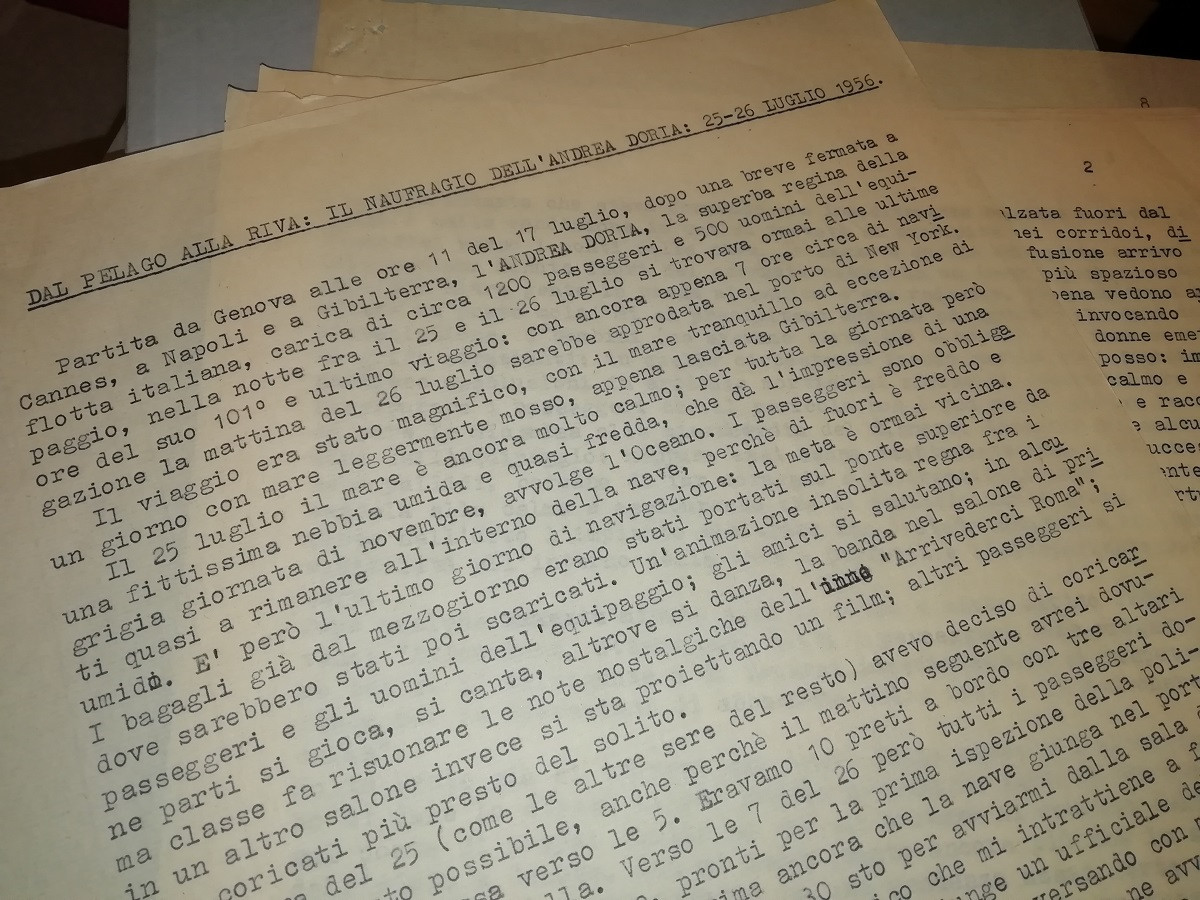 DAL PELAGO ALLA RIVA: IL NAUFRAGIO DELL'ANDREA DORIA: 25-26 LUGLIO 1956.
Partita da Genova alle ore 11 del 17 luglio, dopo una breve fermata a
Cannes, a Napoli e a Gibilterra, l'ANDREA DORIA, la superba regina della
flotta italiana, carica di circa 1200 passeggeri e 500 uomini dell'equi-
paggio, nella notte fra il 25 e il 26 luglio si trovava ormai alle ultime
ore del suo 101° e ultimo viaggio: con ancora appena 7 ore circa di navi
gazione la mattina del 26 luglio sarebbe approdata nel porto di New York.
Il viaggio era stato magnifico, con il mare tranquillo ad eccezione di
un giorno con mare leggermente mosso, appena lasciata Gibilterra.
Il 25 luglio il mare è ancora molto calmo; per tutta la giornata però
una fittissima nebbia umida e quasi fredda, che dà l'impressione di una
grigia giornata di novembre, avvolge l'Oceano. I passeggeri sono obbliga
ti quasi a rimanere all'interno della nave, perchè di fuori è freddo e
umido. E' però l'ultimo giorno di navigazione: la meta è ormai vicina.
I bagagli già dal mezzogiorno erano stati portati sul ponte superiore da
dove sarebbero stati poi scaricati. Un'animazione insolita regna fra i
passeggeri e gli uomini dell'equipaggio; gli amici si salutano; in alcu
ne parti si gioca, si canta, altrove si danza, la banda nel salone di pri
ma classe fa risuonare le note nostalgiche dell'inno "Arrivederci Roma";
in un altro salone invece si sta proiettando un film; altri passeggeri si
coricati più presto del solito.
del 25 (come le altre sere del resto) avevo deciso di coricar
possibile, anche perchè il mattino seguente avrei dovu-
verso le 5. Eravamo 10 preti a bordo con tre altari
Verso le 7 del 26 però tutti i passeggeri do-
pronti per la prima ispezione della poli-
ancora che la nave giunga nel port
30 sto per avviarmi dalla sala
che mi intrattiene a
un ufficiale de
versando con
8
2
lzata fuori dal
nei corridoi, di
fusione arrivo
più spazioso
pena vedono
invocando
donne eme
posso: im
calmo e
e racc
alcu
ucces